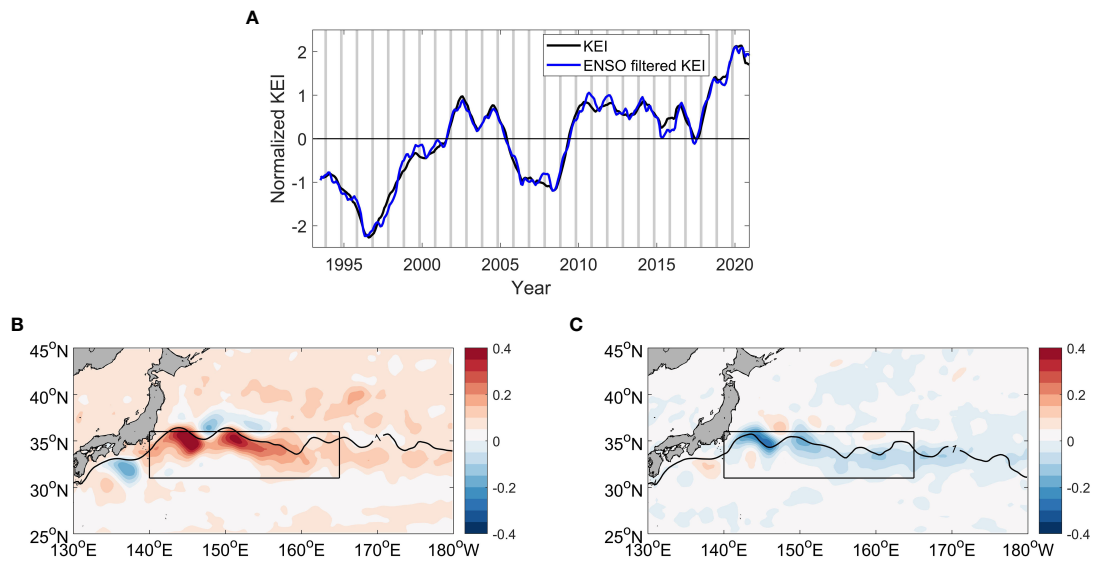 A
2
1
0
-1
-2
Normalized KEI
KEI
ENSO filtered KEI
1995
2000
2005
2010
2015
2020
Year
B
45°N
40°N
35°N
30°N
25°N
130°E
140°E
150°E
160°E
170°E
180°W
0.4
0.2
0
-0.2
-0.4
C
45°N
40°N
35°N
30°N
25°N
130°E
140°E
150°E
160°E
170°E
180°W
0.4
0.2
0
-0.2
-0.4